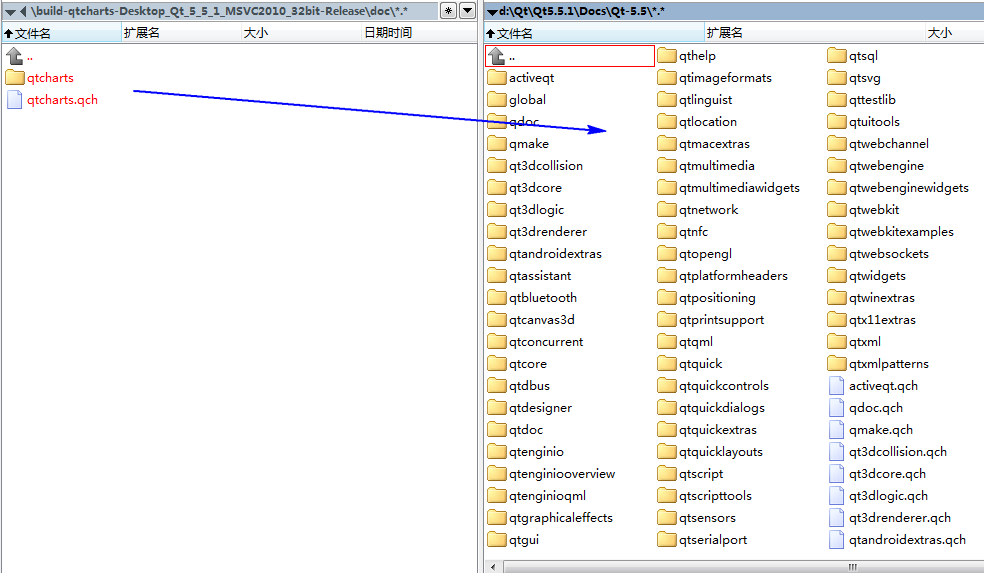 \build-qtcharts-Desktop_Qt_5_5_1_MSVC2010_32bit-Release\doc\*.*
文件名 扩展名 大小 日期时间
..
qtcharts
qtcharts.qch
d:\Qt\Qt5.5.1\Docs\Qt-5.5\*.*
文件名 扩展名 大小
..
activeqt
global
qdoc
qmake
qt3dcollision
qt3dcore
qt3dlogic
qt3drenderer
qtandroidextras
qtassistant
qtbluetooth
qtcanvas3d
qtconcurrent
qtcore
qtdbus
qtdesigner
qtdoc
qtenginio
qtenginiooverview
qtenginioqml
qtgraphicaleffects
qtgui
qthelp
qtimageformats
qtlinguist
qtlocation
qtmacextras
qtmultimedia
qtmultimediawidgets
qtnetwork
qtnfc
qtopengl
qtplatformheaders
qtpositioning
qtprintsupport
qtqml
qtquick
qtquickcontrols
qtquickdialogs
qtquickextras
qtquicklayouts
qtscript
qtscripttools
qtsensors
qtserialport
qtsql
qtsvg
qttestlib
qtuitools
qtwebchannel
qtwebengine
qtwebenginewidgets
qtwebkit
qtwebkitexamples
qtwebsockets
qtwidgets
qtwinextras
qtx11extras
qtxml
qtxmlpatterns
activeqt.qch
qdoc.qch
qmake.qch
qt3dcollision.qch
qt3dcore.qch
qt3dlogic.qch
qt3drenderer.qch
qtandroidextras.qch